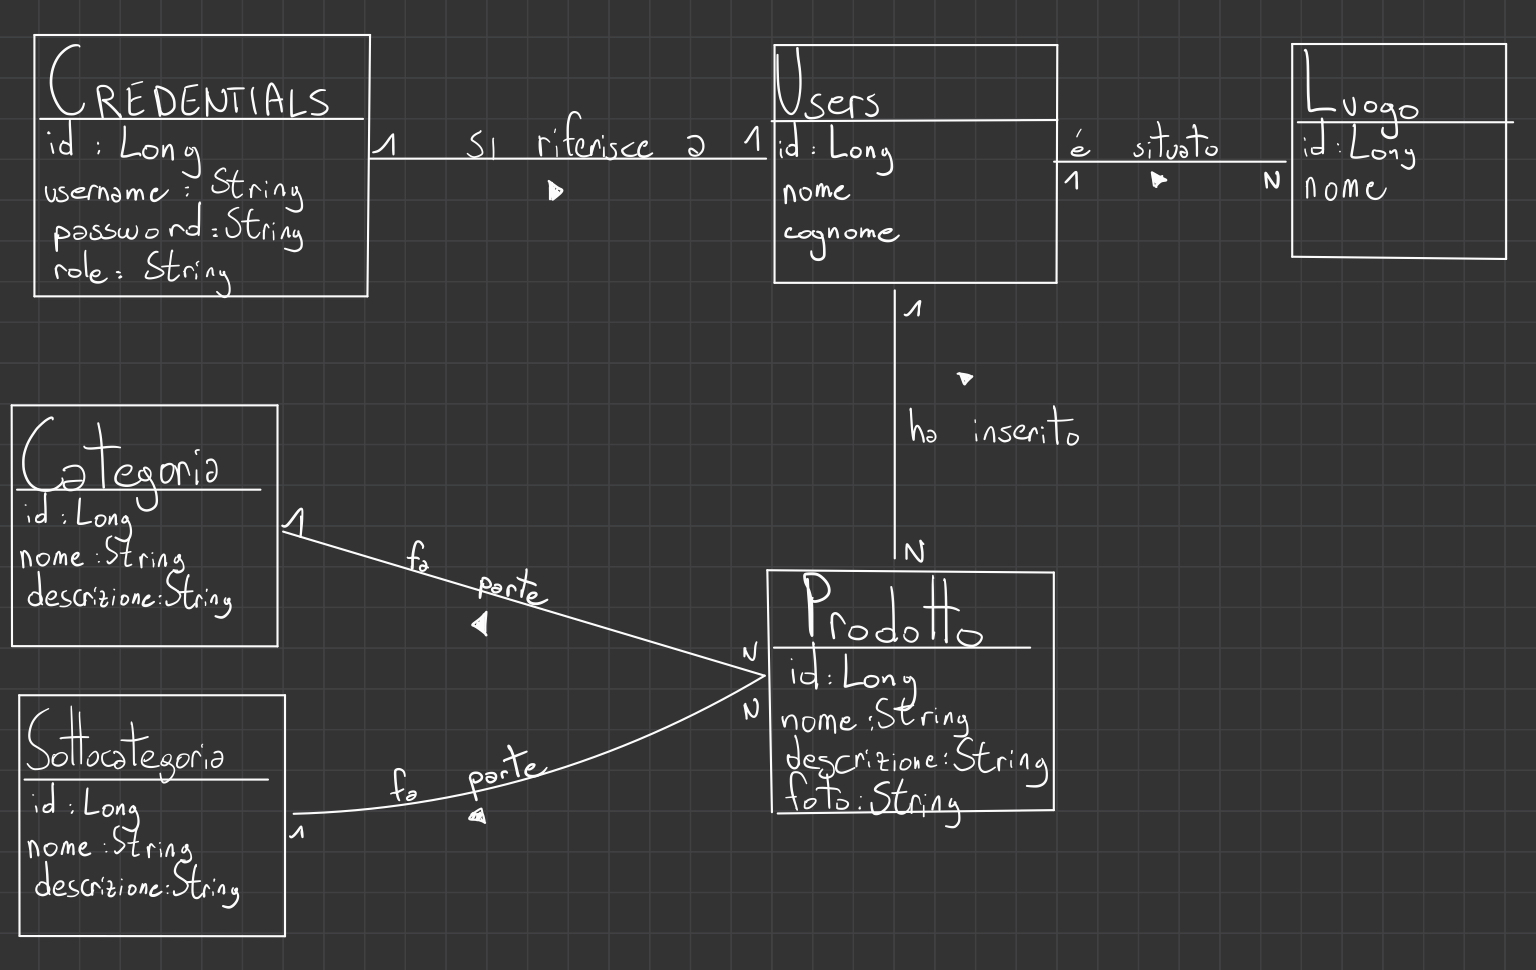 CREDENTIALS
id : Long
username : String
password : String
role : String
1 si riferisce a 1
Users
id : Long
nome
cognome
é situato
1 N
Luogo
id : Long
nome
1
ha inserito
N
Categoria
id : Long
nome : String
descrizione : String
1
fa parte
N
Sottocategoria
id : Long
nome : String
descrizione : String
1
fa parte
N
Prodotto
id : Long
nome : String
descrizione : String
foto : String